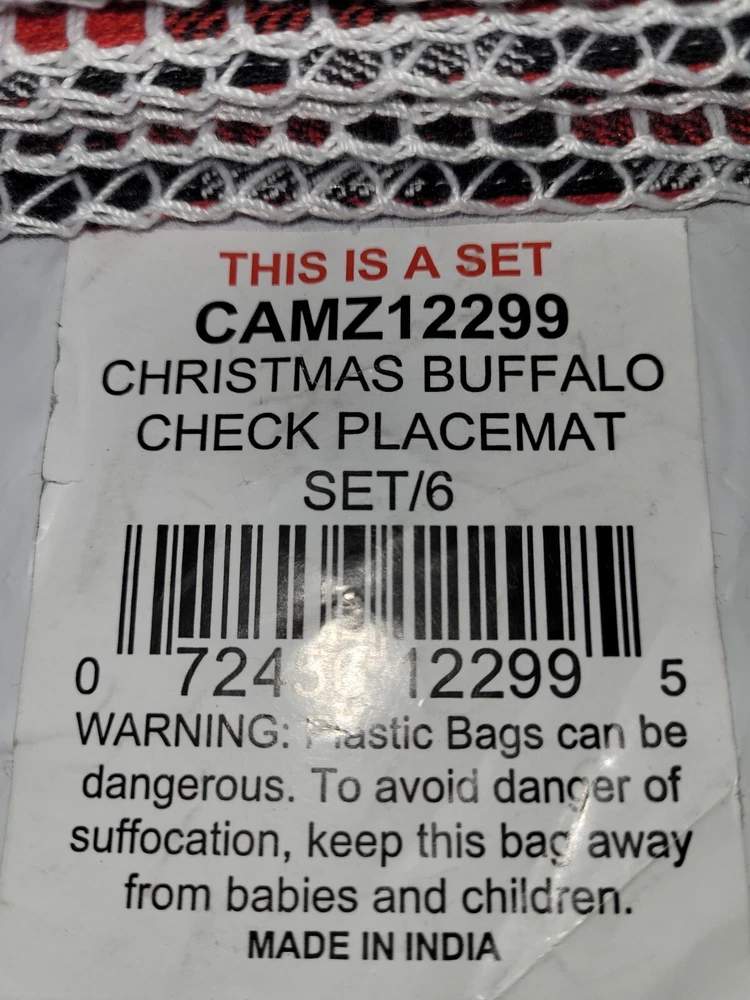 THIS IS A SET
CAMZ12299
CHRISTMAS BUFFALO
CHECK PLACEMAT
SET/6
0 12299 5
WARNING: Plastic Bags can be
dangerous. To avoid danger of
suffocation, keep this bag away
from babies and children.
MADE IN INDIA